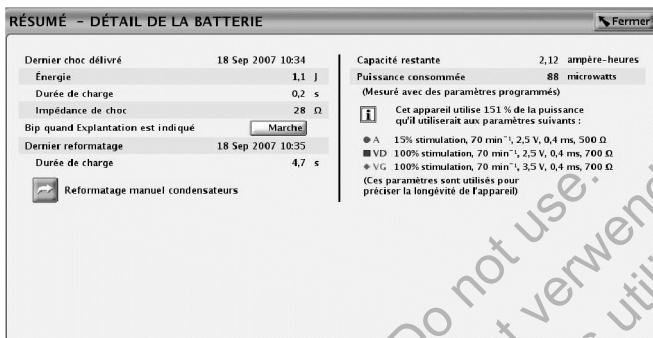 RÉSUMÉ - DÉTAIL DE LA BATTERIE
Fermer
Dernier choc délivré 18 Sep 2007 10:34
Énergie 1,1 J
Durée de charge 0,2 s
Impédance de choc 28 Ω
Bip quand Explantation est indiqué Marche
Dernier reformatage 18 Sep 2007 10:35
Durée de charge 4,7 s
Reformatage manuel condensateurs
Capacité restante 2,12 ampère-heures
Puissance consommée 88 microwatts
(Mesuré avec des paramètres programmés)
Cet appareil utilise 151 % de la puissance
qu'il utiliserait aux paramètres suivants :
A 15% stimulation, 70 min⁻¹, 2,5 V, 0,4 ms, 500 Ω
VD 100% stimulation, 70 min⁻¹, 2,5 V, 0,4 ms, 700 Ω
VG 100% stimulation, 70 min⁻¹, 3,5 V, 0,4 ms, 700 Ω
(Ces paramètres sont utilisés pour
préciser la longévité de l'appareil)
Do not use.